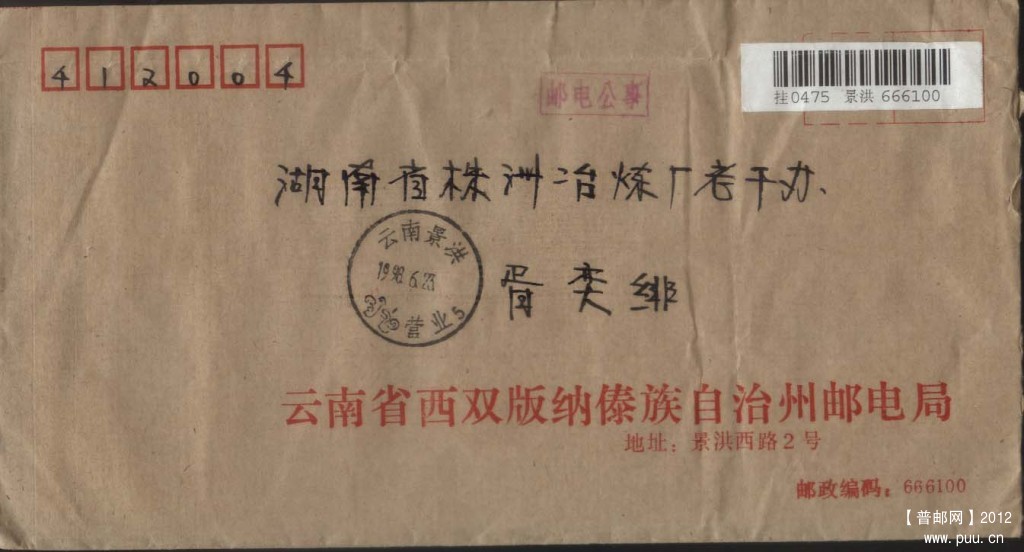 412004
邮电公事
挂0475 景洪 666100
湖南省株洲冶炼厂老干办、
云南景洪
1998.6.23
营业5
云南省西双版纳傣族自治州邮电局
地址：景洪西路2号
邮政编码：666100
【普邮网】2012
www.puu.cn